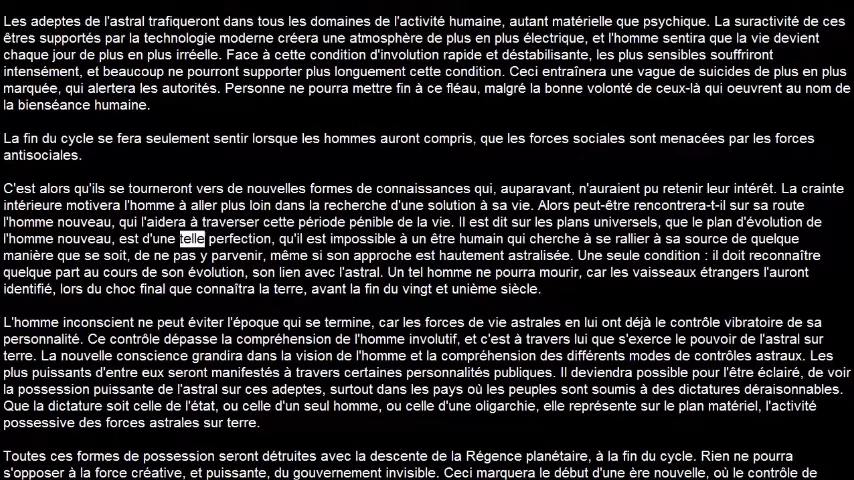 Les adeptes de l'astral trafiqueront dans tous les domaines de l'activité humaine, autant matérielle que psychique. La suractivité de ces
êtres supportés par la technologie moderne créera une atmosphère de plus en plus électrique, et l'homme sentira que la vie devient
chaque jour de plus en plus irréelle. Face à cette condition d'involution rapide et déstabilisante, les plus sensibles souffriront
intensément, et beaucoup ne pourront supporter plus longuement cette condition. Ceci entraînera une vague de suicides de plus en plus
marquée, qui alertera les autorités. Personne ne pourra mettre fin à ce fléau, malgré la bonne volonté de ceux-là qui oeuvrent au nom de
la bienséance humaine.
La fin du cycle se fera seulement sentir lorsque les hommes auront compris, que les forces sociales sont menacées par les forces
antisociales.
C'est alors qu'ils se tourneront vers de nouvelles formes de connaissances qui, auparavant, n'auraient pu retenir leur intérêt. La crainte
intérieure motivera l'homme à aller plus loin dans la recherche d'une solution à sa vie. Alors peut-être rencontrera-t-il sur sa route
l'homme nouveau, qui l'aidera à traverser cette période pénible de la vie. Il est dit sur les plans universels, que le plan d'évolution de
l'homme nouveau, est d'une telle perfection, qu'il est impossible à un être humain qui cherche à se rallier à sa source de quelque
manière que se soit, de ne pas y parvenir, même si son approche est hautement astralisée. Une seule condition : il doit reconnaître
quelque part au cours de son évolution, son lien avec l'astral. Un tel homme ne pourra mourir, car les vaisseaux étrangers l'auront
identifié, lors du choc final que connaîtra la terre, avant la fin du vingt et unième siècle.
L'homme inconscient ne peut éviter l'époque qui se termine, car les forces de vie astrales en lui ont déjà le contrôle vibratoire de sa
personnalité. Ce contrôle dépasse la compréhension de l'homme involutif, et c'est à travers lui que s'exerce le pouvoir de l'astral sur
terre. La nouvelle conscience grandira dans la vision de l'homme et la compréhension des différents modes de contrôles astraux. Les
plus puissants d'entre eux seront manifestés à travers certaines personnalités publiques. Il deviendra possible pour l'être éclairé, de voir
la possession puissante de l'astral sur ces adeptes, surtout dans les pays où les peuples sont soumis à des dictatures déraisonnables.
Que la dictature soit celle de l'état, ou celle d'un seul homme, ou celle d'une oligarchie, elle représente sur le plan matériel, l'activité
possessive des forces astrales sur terre.
Toutes ces formes de possession seront détruites avec la descente de la Régence planétaire, à la fin du cycle. Rien ne pourra
s'opposer à la force créative, et puissante, du gouvernement invisible. Ceci marquera le début d'une ère nouvelle, où le contrôle de